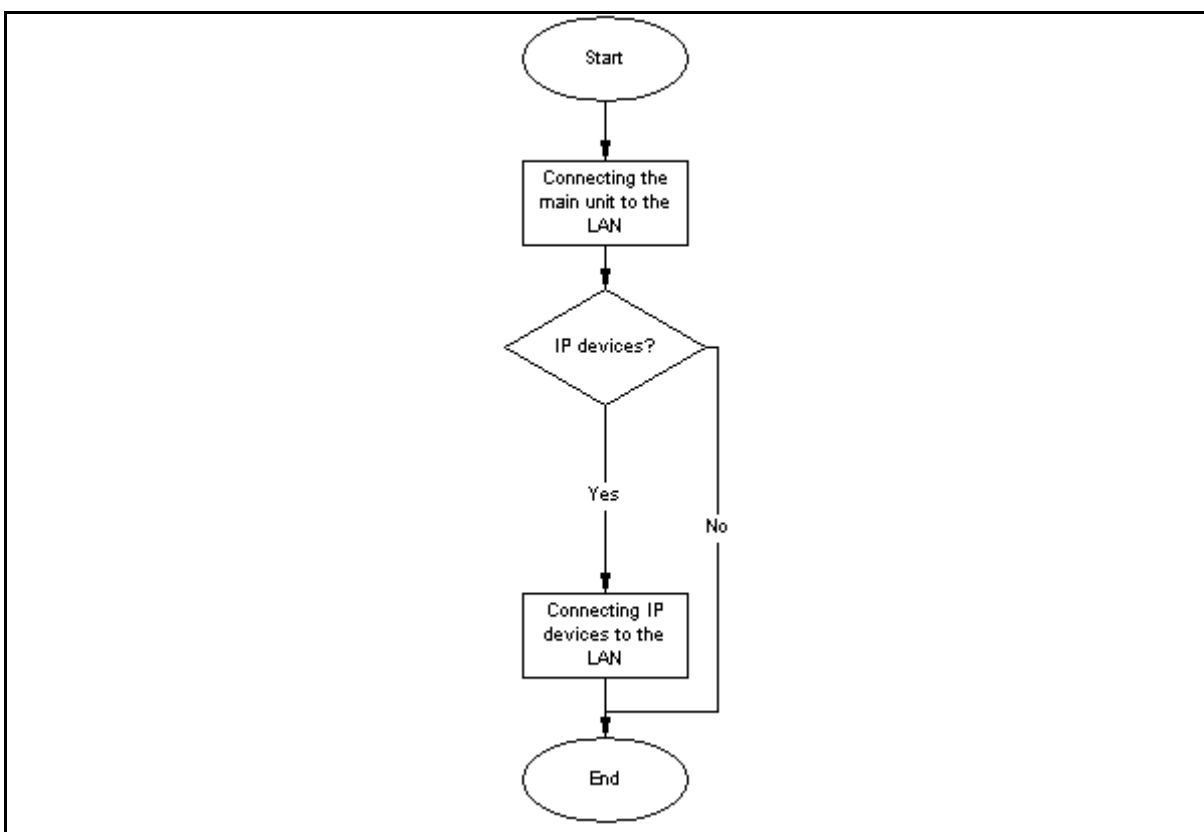 Start
Connecting the
main unit to the
LAN
IP devices?
Yes
No
Connecting IP
devices to the
LAN
End